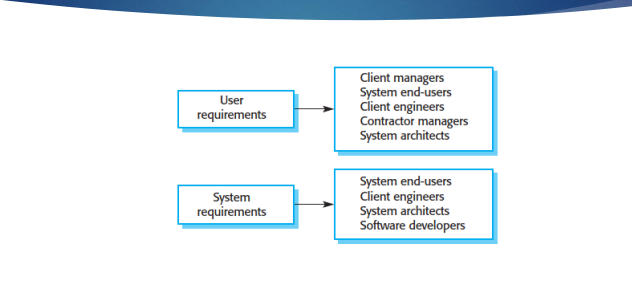 User
requirements
Client managers
System end-users
Client engineers
Contractor managers
System architects
System
requirements
System end-users
Client engineers
System architects
Software developers